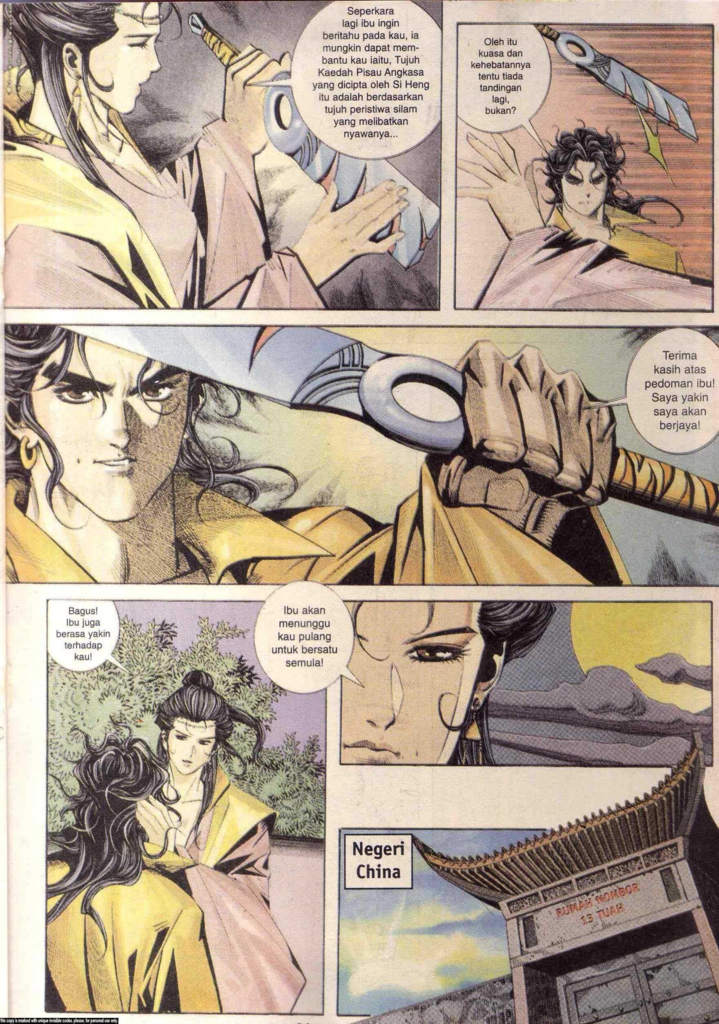 Seperkara
lagi ibu ingin
beritahu pada kau, ia
mungkin dapat mem-
bantu kau iaitu, Tujuh
Kaedah Pisau Angkasa
yang dicipta oleh Si Heng
itu adalah berdasarkan
tujuh peristiwa silam
yang melibatkan
nyawanya...
Oleh itu
kuasa dan
kehebatannya
tentu tiada
tandingan
lagi,
bukan?
Terima
kasih atas
pedoman ibu!
Saya yakin
saya akan
berjaya!
Bagus!
Ibu juga
berasa yakin
terhadap
kau!
Ibu akan
menunggu
kau pulang
untuk bersatu
semula!
Negeri
China
RUMAH NOMBOR
13 TUAH